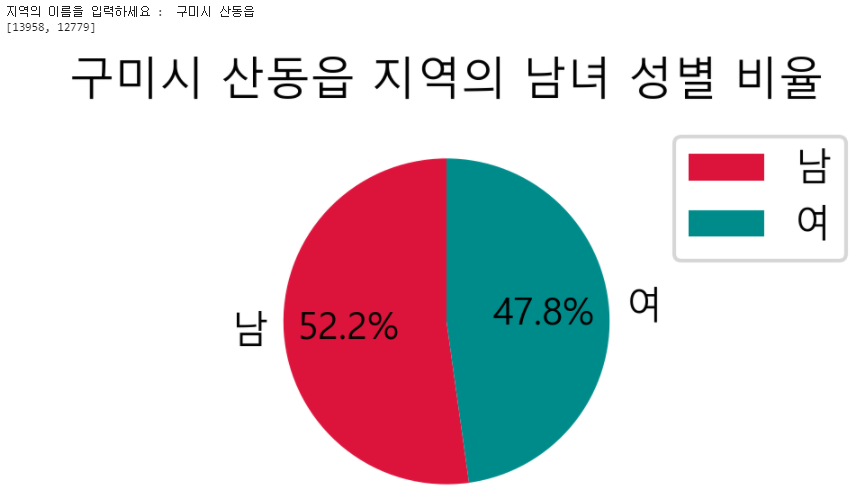 지역의 이름을 입력하세요 : 구미시 산동읍
[13958, 12779]
구미시 산동읍 지역의 남녀 성별 비율
남
여
남 52.2% 47.8% 여